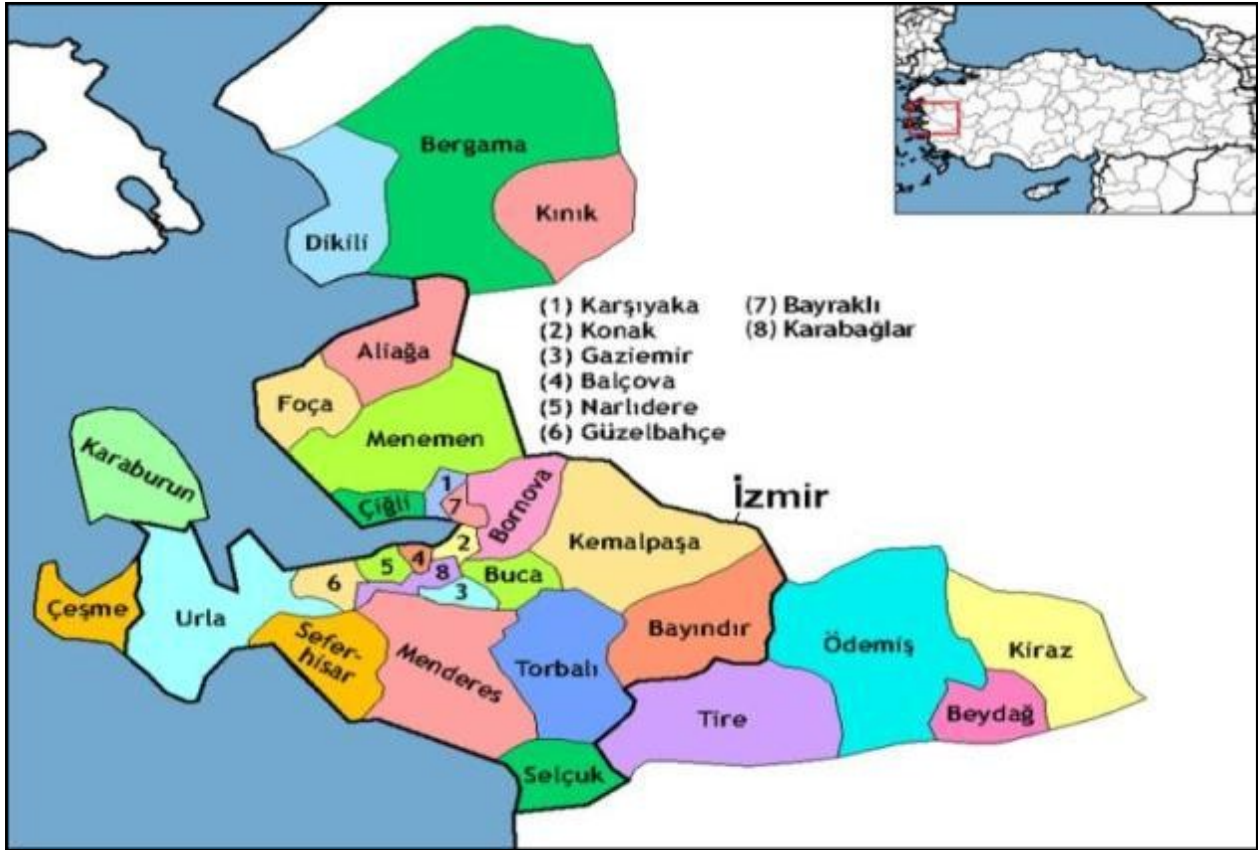 Bergama
Kınık
Dikili
(1) Karşıyaka
(2) Konak
(3) Gaziemir
(4) Balçova
(5) Narlıdere
(6) Güzelbahçe
(7) Bayraklı
(8) Karabağlar
Aliağa
Foça
Menemen
Karaburun
Çiğli
1
7
Bornova
İzmir
Kemalpaşa
2
4
5
6
8
3
Buca
Çeşme
Urla
Sefer-
hisar
Menderes
Torbalı
Bayındır
Ödemiş
Kiraz
Beydağ
Tire
Selçuk